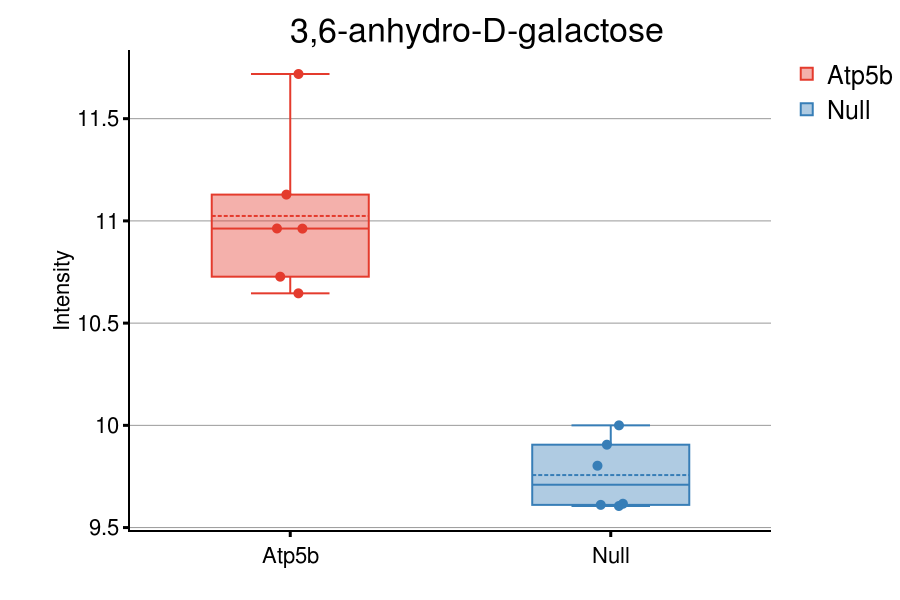 3,6-anhydro-D-galactose
Atp5b
Null
Intensity
11.5
11
10.5
10
9.5
Atp5b
Null